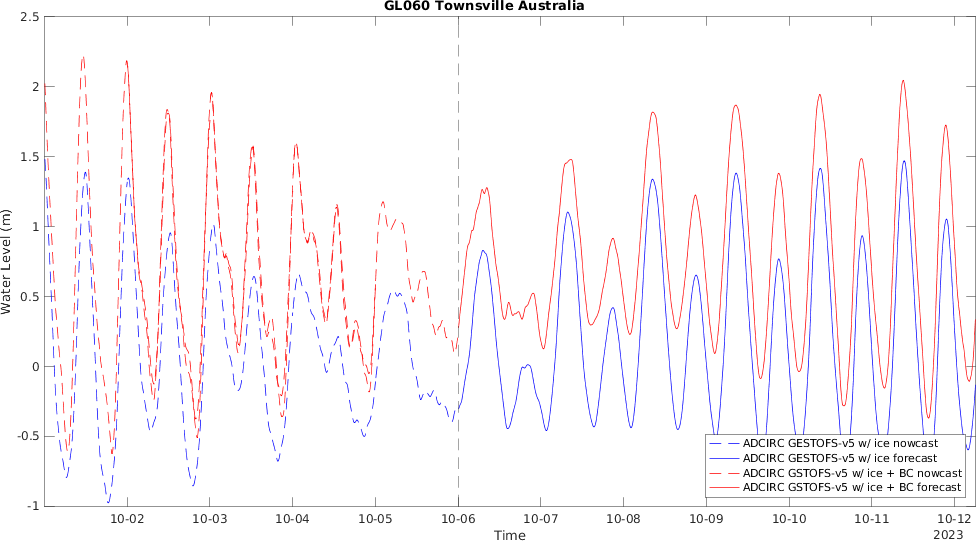 GL060 Townsville Australia
2.5
2
1.5
1
0.5
0
-0.5
-1
Water Level (m)
10-02 10-03 10-04 10-05 10-06 10-07 10-08 10-09 10-10 10-11 10-12
2023
Time
ADCIRC GESTOFS-v5 w/ ice nowcast
ADCIRC GESTOFS-v5 w/ ice forecast
ADCIRC GSTOFS-v5 w/ ice + BC nowcast
ADCIRC GSTOFS-v5 w/ ice + BC forecast